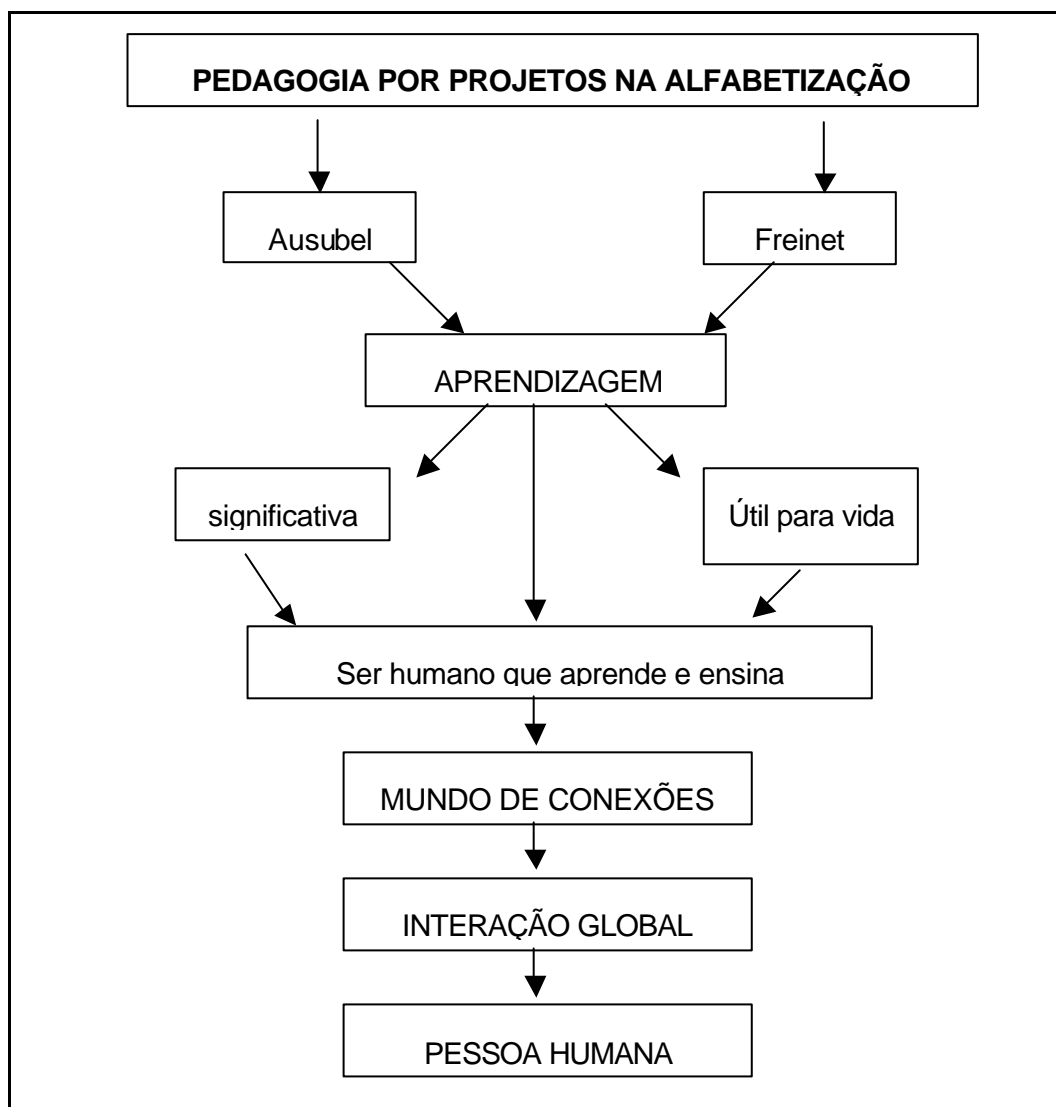 PEDAGOGIA POR PROJETOS NA ALFABETIZAÇÃO
Ausubel
Freinet
APRENDIZAGEM
significativa
Útil para vida
Ser humano que aprende e ensina
MUNDO DE CONEXÕES
INTERAÇÃO GLOBAL
PESSOA HUMANA